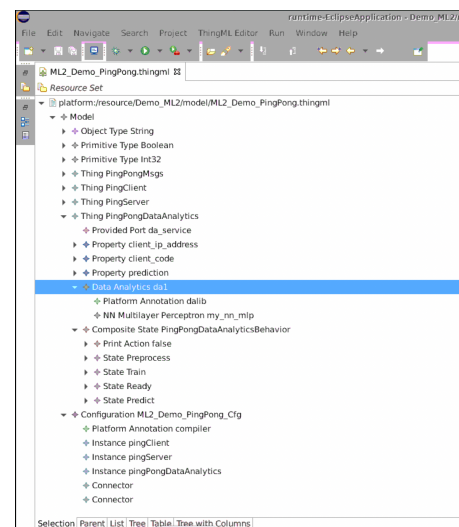 runtime-EclipseApplication - Demo_ML2/
File Edit Navigate Search Project ThingML Editor Run Window Help
ML2_Demo_PingPong.thingml
Resource Set
platform:/resource/Demo_ML2/model/ML2_Demo_PingPong.thingml
Model
Object Type String
Primitive Type Boolean
Primitive Type Int32
Thing PingPongMsgs
Thing PingClient
Thing PingServer
Thing PingPongDataAnalytics
Provided Port da_service
Property client_ip_address
Property client_code
Property prediction
Data Analytics da1
Platform Annotation dalib
NN Multilayer Perceptron my_nn_mlp
Composite State PingPongDataAnalyticsBehavior
Print Action false
State Preprocess
State Train
State Ready
State Predict
Configuration ML2_Demo_PingPong_Cfg
Platform Annotation compiler
Instance pingClient
Instance pingServer
Instance pingPongDataAnalytics
Connector
Connector
Selection Parent List Tree Table Tree with Columns